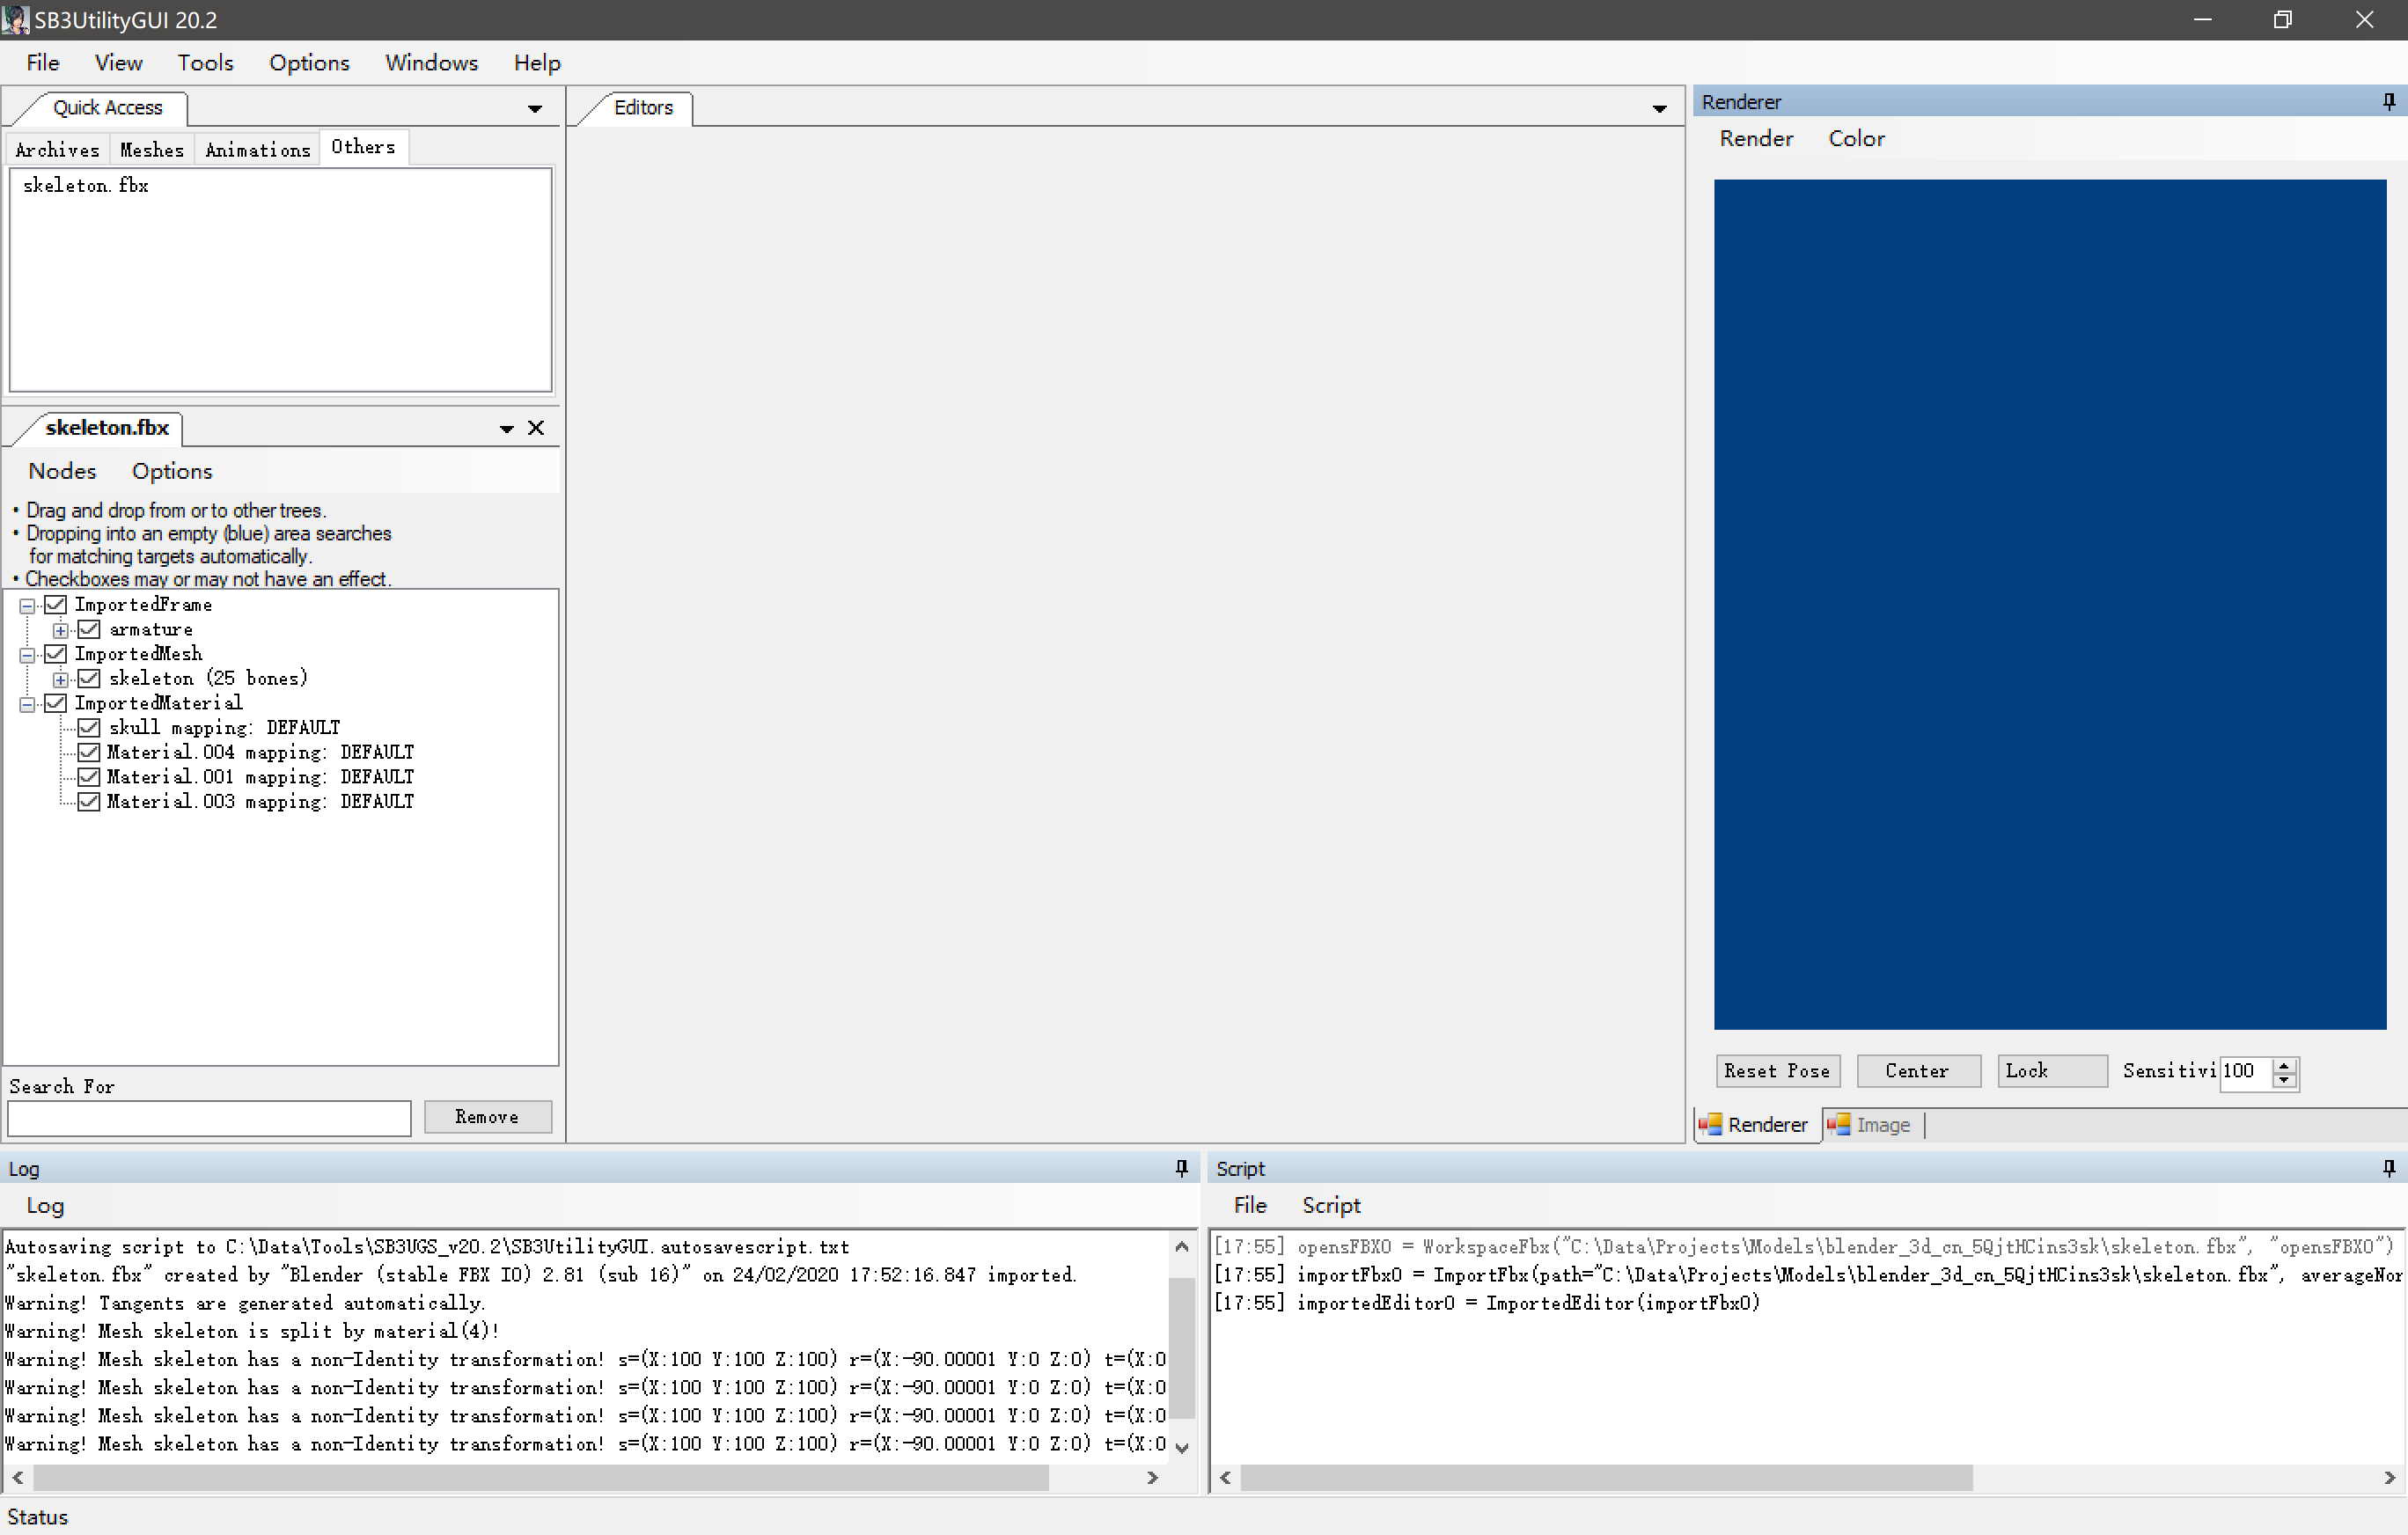 SB3UtilityGUI 20.2
File View Tools Options Windows Help
Quick Access
Archives Meshes Animations Others
skeleton.fbx
skeleton.fbx
Nodes Options
• Drag and drop from or to other trees.
• Dropping into an empty (blue) area searches
for matching targets automatically.
• Checkboxes may or may not have an effect.
ImportedFrame
armature
ImportedMesh
skeleton (25 bones)
ImportedMaterial
skull mapping: DEFAULT
Material.004 mapping: DEFAULT
Material.001 mapping: DEFAULT
Material.003 mapping: DEFAULT
Search For
Remove
Editors
Renderer
Render Color
Reset Pose Center Lock Sensitivi 100
Renderer Image
Log
Log
Autosaving script to C:\Data\Tools\SB3UGS_v20.2\SB3UtilityGUI.autosavescript.txt
"skeleton.fbx" created by "Blender (stable FBX IO) 2.81 (sub 16)" on 24/02/2020 17:52:16.847 imported.
Warning! Tangents are generated automatically.
Warning! Mesh skeleton is split by material(4)!
Warning! Mesh skeleton has a non-Identity transformation! s=(X:100 Y:100 Z:100) r=(X:-90.00001 Y:0 Z:0) t=(X:0
Warning! Mesh skeleton has a non-Identity transformation! s=(X:100 Y:100 Z:100) r=(X:-90.00001 Y:0 Z:0) t=(X:0
Warning! Mesh skeleton has a non-Identity transformation! s=(X:100 Y:100 Z:100) r=(X:-90.00001 Y:0 Z:0) t=(X:0
Warning! Mesh skeleton has a non-Identity transformation! s=(X:100 Y:100 Z:100) r=(X:-90.00001 Y:0 Z:0) t=(X:0
Script
File Script
[17:55] opensFBX0 = WorkspaceFbx("C:\Data\Projects\Models\blender_3d_cn_5QjtHCins3sk\skeleton.fbx", "opensFBX0")
[17:55] importFbx0 = ImportFbx(path="C:\Data\Projects\Models\blender_3d_cn_5QjtHCins3sk\skeleton.fbx", averageNor
[17:55] importedEditor0 = ImportedEditor(importFbx0)
Status